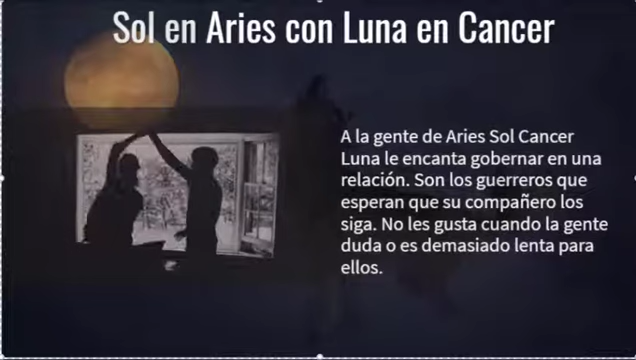 Sol en Aries con Luna en Cancer
A la gente de Aries Sol Cancer
Luna le encanta gobernar en una
relación. Son los guerreros que
esperan que su compañero los
siga. No les gusta cuando la gente
duda o es demasiado lenta para
ellos.